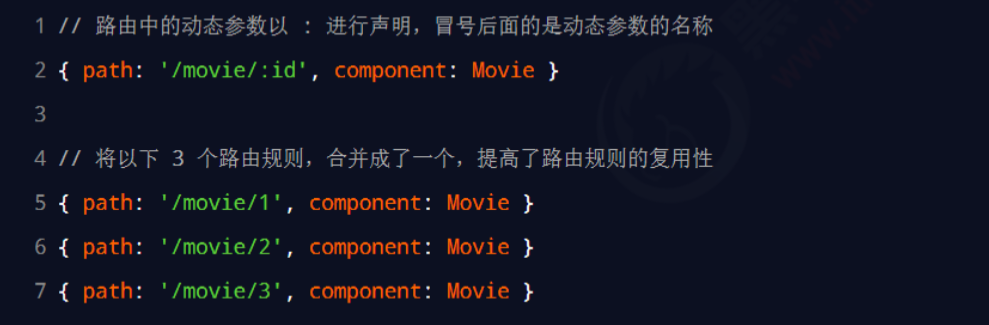 1 // 路由中的动态参数以 : 进行声明，冒号后面的是动态参数的名称
2 { path: '/movie/:id', component: Movie }
3
4 // 将以下 3 个路由规则，合并成了一个，提高了路由规则的复用性
5 { path: '/movie/1', component: Movie }
6 { path: '/movie/2', component: Movie }
7 { path: '/movie/3', component: Movie }